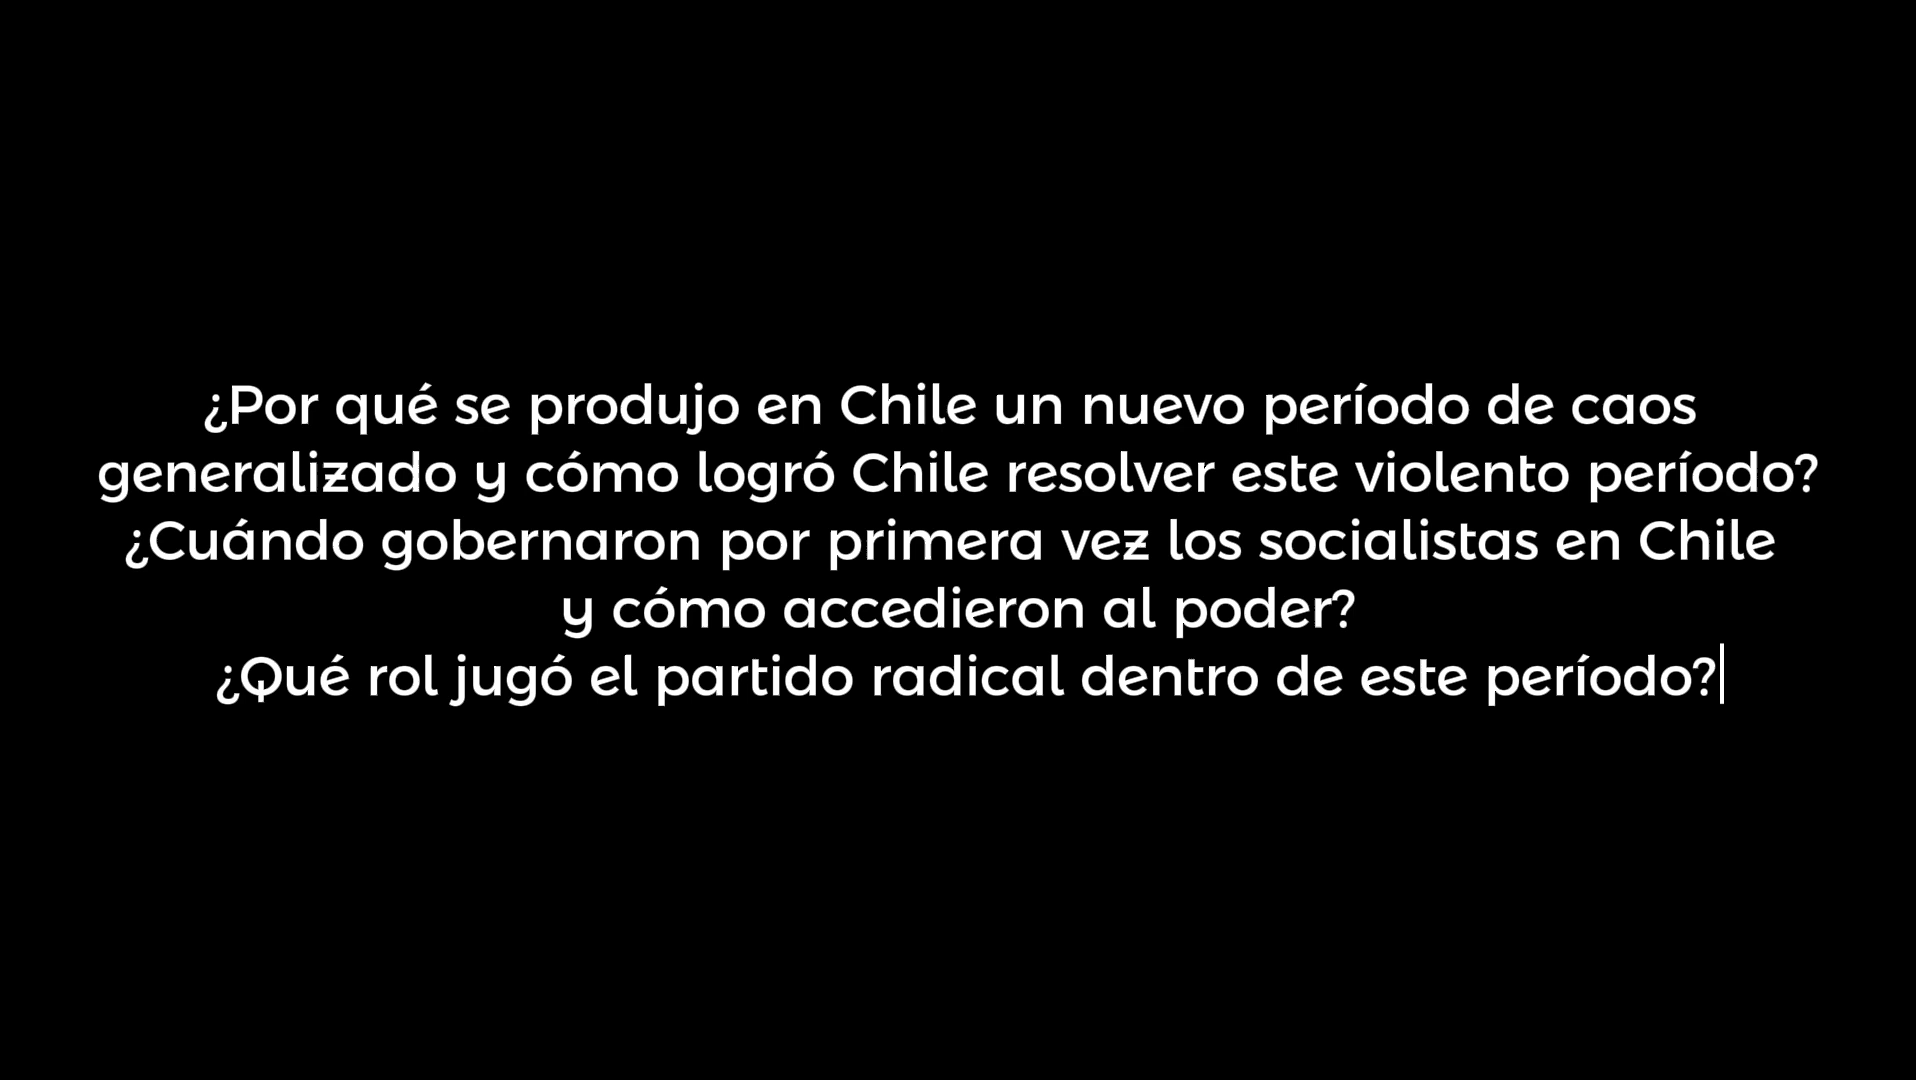 ¿Por qué se produjo en Chile un nuevo período de caos
generalizado y cómo logró Chile resolver este violento período?
¿Cuándo gobernaron por primera vez los socialistas en Chile
y cómo accedieron al poder?
¿Qué rol jugó el partido radical dentro de este período?